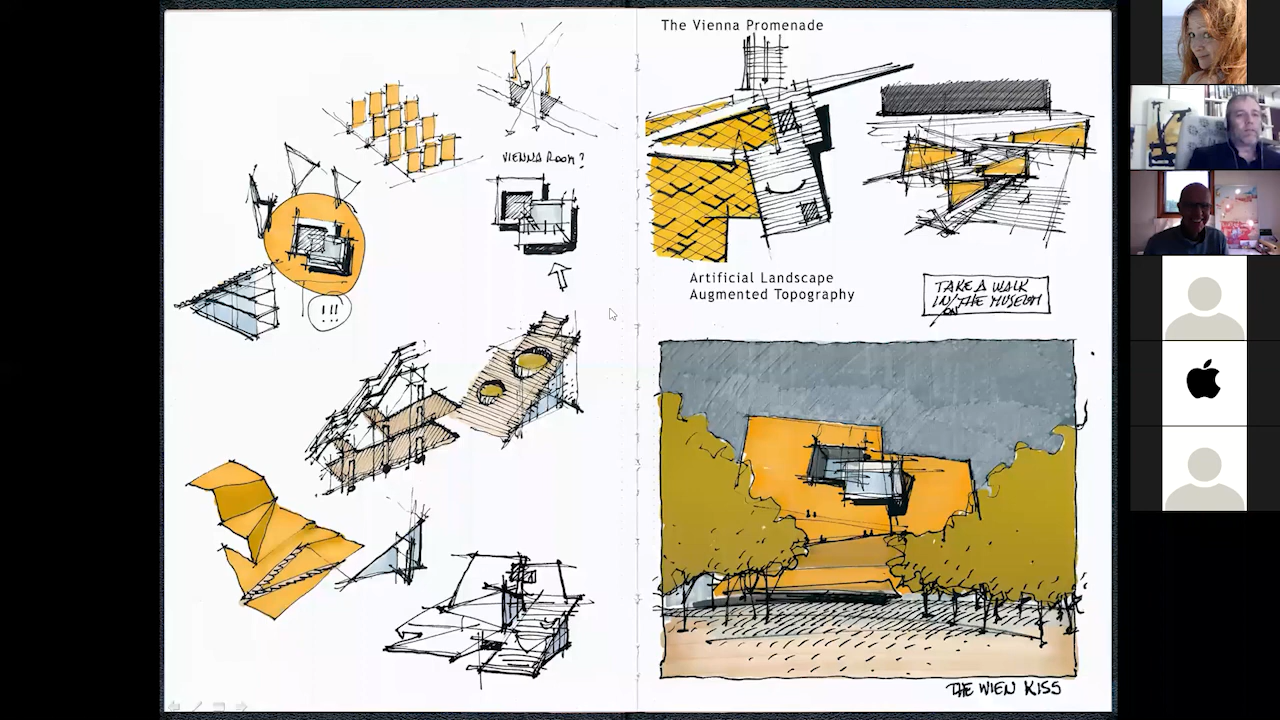 VIENNA ROOM?
!!!
The Vienna Promenade
Artificial Landscape
Augmented Topography
TAKE A WALK
IN/THE MUSEUM
ON
THE WIEN KISS